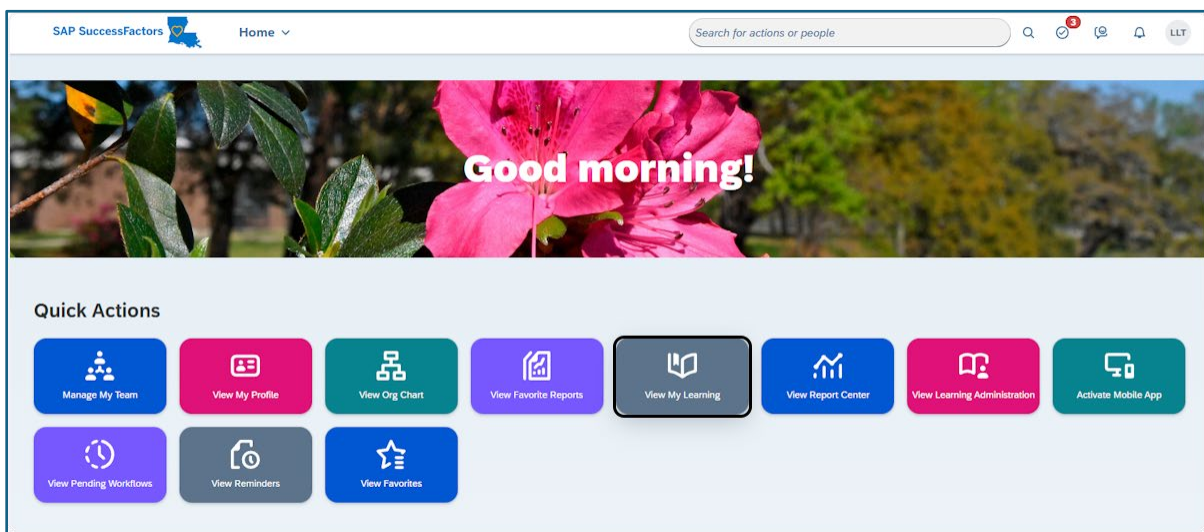 SAP SuccessFactors
Home
Search for actions or people
3
LLT
Good morning!
Quick Actions
Manage My Team
View My Profile
View Org Chart
View Favorite Reports
View My Learning
View Report Center
View Learning Administration
Activate Mobile App
View Pending Workflows
View Reminders
View Favorites